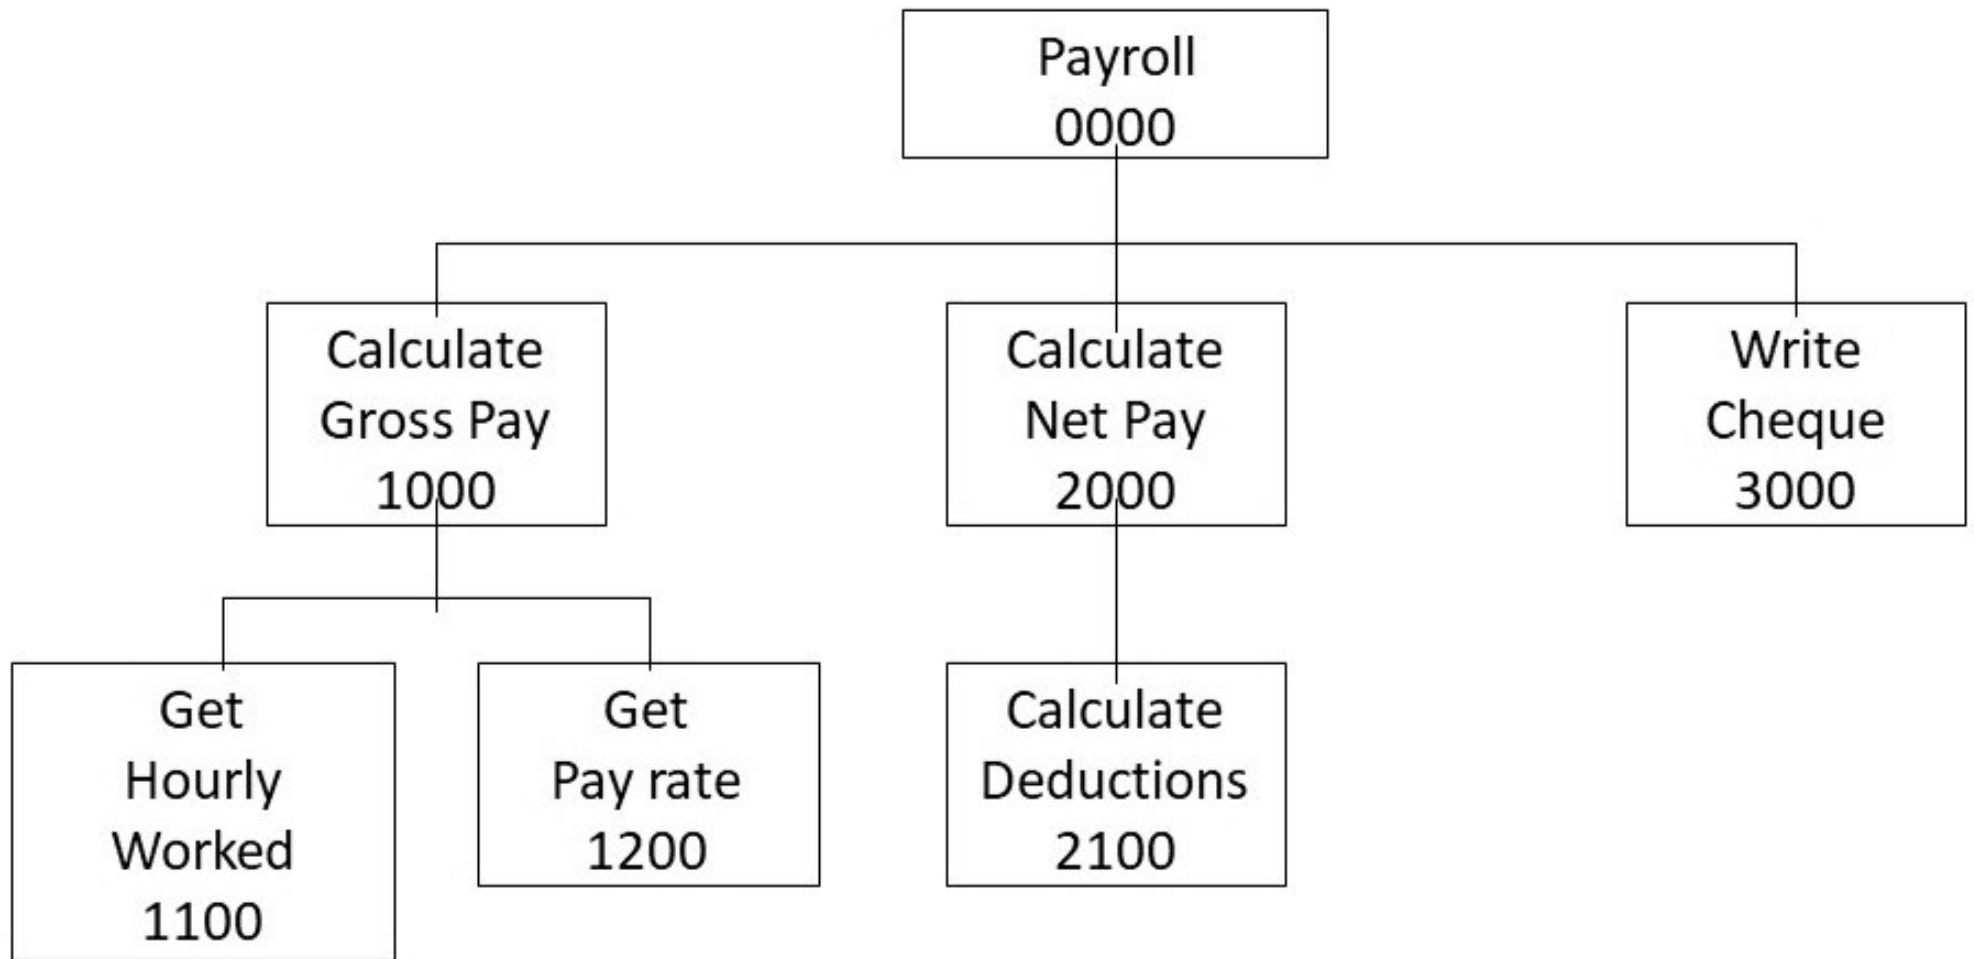 Payroll
0000
Calculate
Gross Pay
1000
Calculate
Net Pay
2000
Write
Cheque
3000
Get
Hourly
Worked
1100
Get
Pay rate
1200
Calculate
Deductions
2100